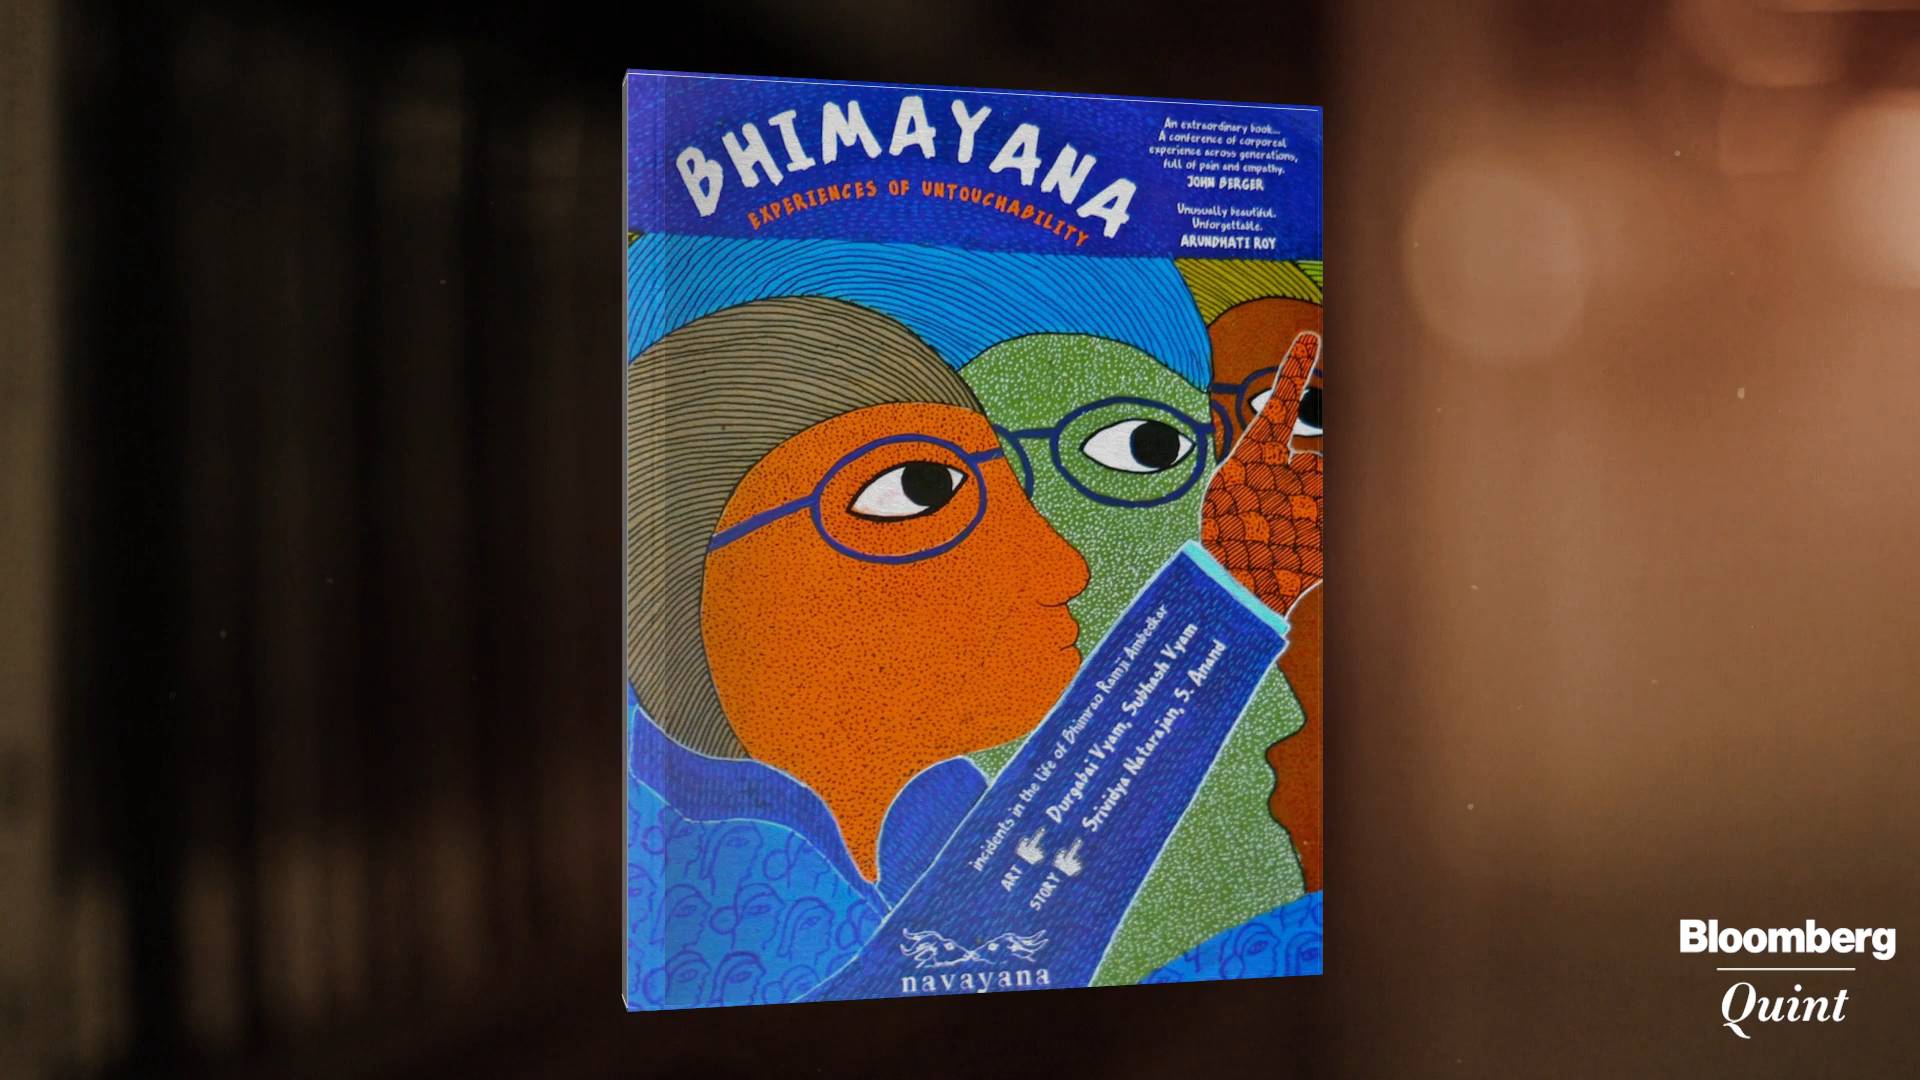 BHIMAYANA
EXPERIENCES OF UNTOUCHABILITY
An extraordinary book...
A conference of corporeal
experience across generations,
full of pain and empathy.
JOHN BERGER
Unusually beautiful.
Unforgettable.
ARUNDHATI ROY
incidents in the life of Bhimrao Ramji Ambedkar
ART Durgabai Vyam, Subhash Vyam
STORY Srividya Natarajan, S. Anand
navayana
Bloomberg
Quint